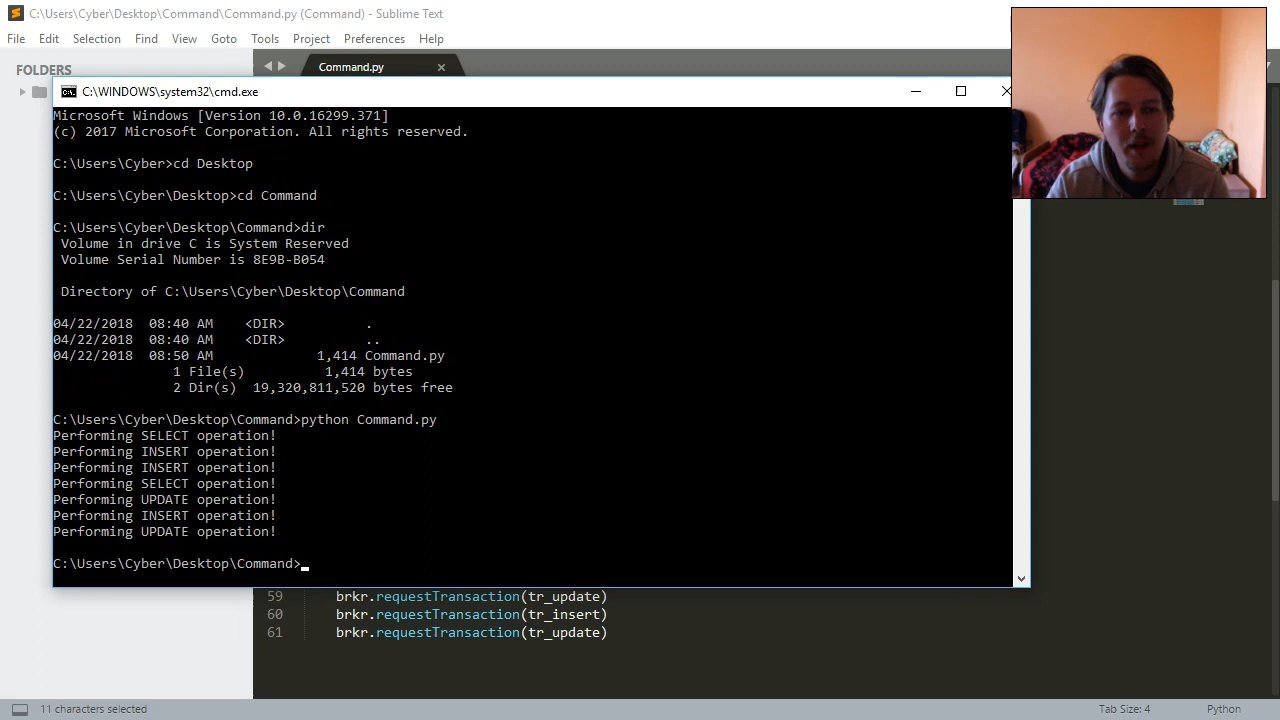 C:\Users\Cyber\Desktop\Command\Command.py (Command) - Sublime Text
File Edit Selection Find View Goto Tools Project Preferences Help
FOLDERS
Command.py
C:\WINDOWS\system32\cmd.exe
Microsoft Windows [Version 10.0.16299.371]
(c) 2017 Microsoft Corporation. All rights reserved.
C:\Users\Cyber>cd Desktop
C:\Users\Cyber\Desktop>cd Command
C:\Users\Cyber\Desktop\Command>dir
Volume in drive C is System Reserved
Volume Serial Number is 8E9B-B054
Directory of C:\Users\Cyber\Desktop\Command
04/22/2018 08:40 AM <DIR> .
04/22/2018 08:40 AM <DIR> ..
04/22/2018 08:50 AM 1,414 Command.py
1 File(s) 1,414 bytes
2 Dir(s) 19,320,811,520 bytes free
C:\Users\Cyber\Desktop\Command>python Command.py
Performing SELECT operation!
Performing INSERT operation!
Performing INSERT operation!
Performing SELECT operation!
Performing UPDATE operation!
Performing INSERT operation!
Performing UPDATE operation!
C:\Users\Cyber\Desktop\Command>
59 brkr.requestTransaction(tr_update)
60 brkr.requestTransaction(tr_insert)
61 brkr.requestTransaction(tr_update)
11 characters selected Tab Size: 4 Python